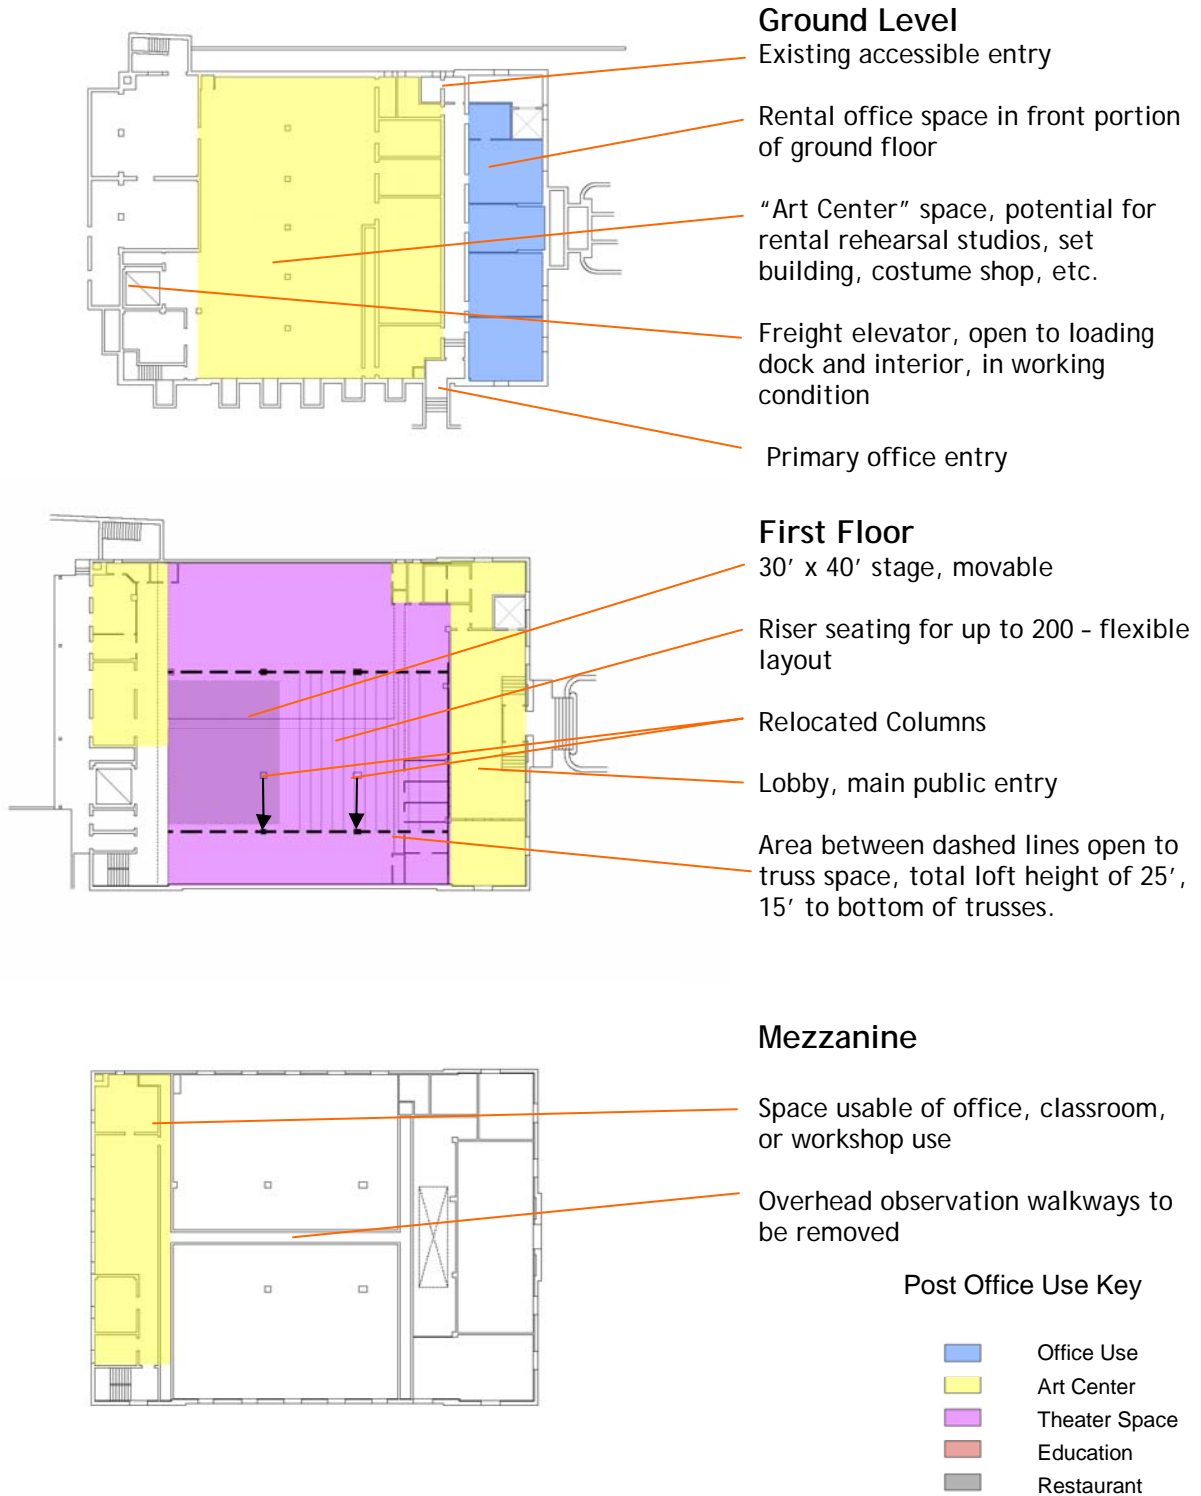 Ground Level
Existing accessible entry
Rental office space in front portion
of ground floor
“Art Center” space, potential for
rental rehearsal studios, set
building, costume shop, etc.
Freight elevator, open to loading
dock and interior, in working
condition
Primary office entry
First Floor
30’ x 40’ stage, movable
Riser seating for up to 200 – flexible
layout
Relocated Columns
Lobby, main public entry
Area between dashed lines open to
truss space, total loft height of 25’,
15’ to bottom of trusses.
Mezzanine
Space usable of office, classroom,
or workshop use
Overhead observation walkways to
be removed
Post Office Use Key
Office Use
Art Center
Theater Space
Education
Restaurant